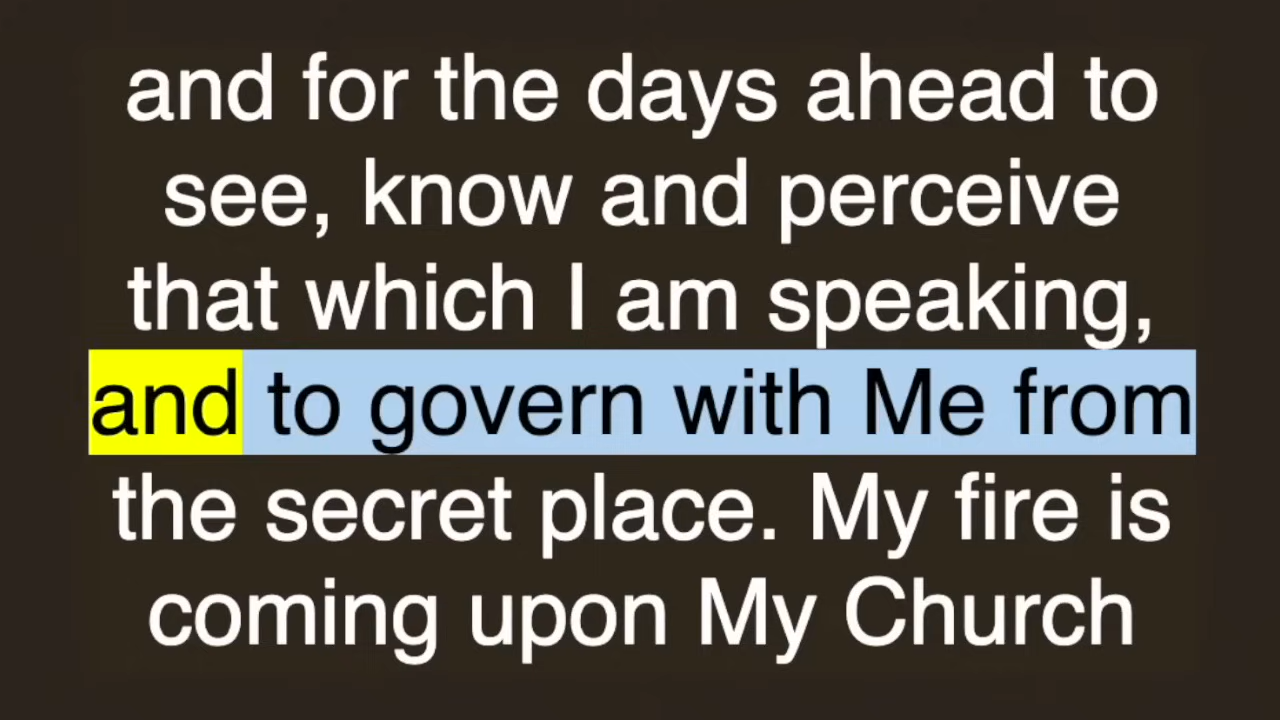 and for the days ahead to
see, know and perceive
that which I am speaking,
and to govern with Me from
the secret place. My fire is
coming upon My Church